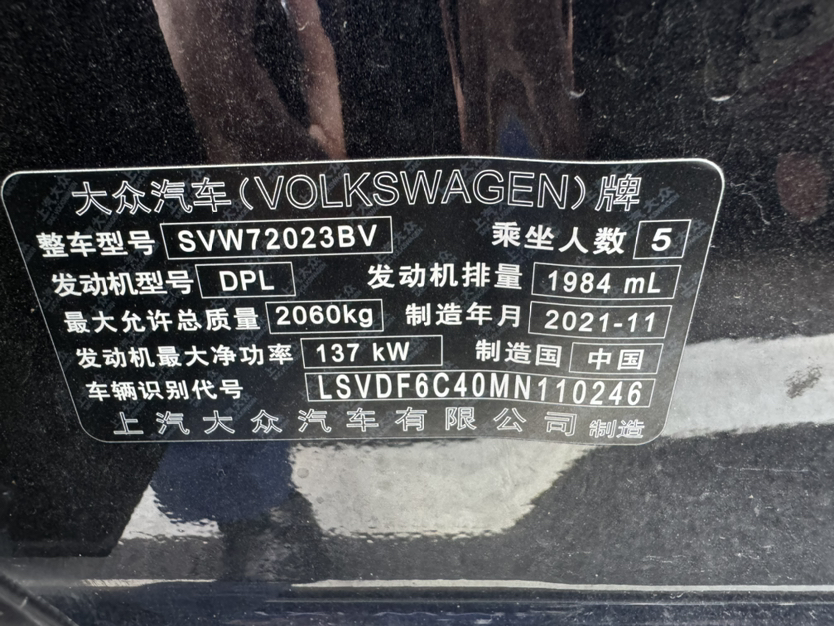 大众汽车(VOLKSWAGEN)牌
整车型号 SVW72023BV 乘坐人数 5
发动机型号 DPL 发动机排量 1984 mL
最大允许总质量 2060kg 制造年月 2021-11
发动机最大净功率 137 kW 制造国 中国
车辆识别代号 LSVDF6C40MN110246
上汽大众汽车有限公司 制造